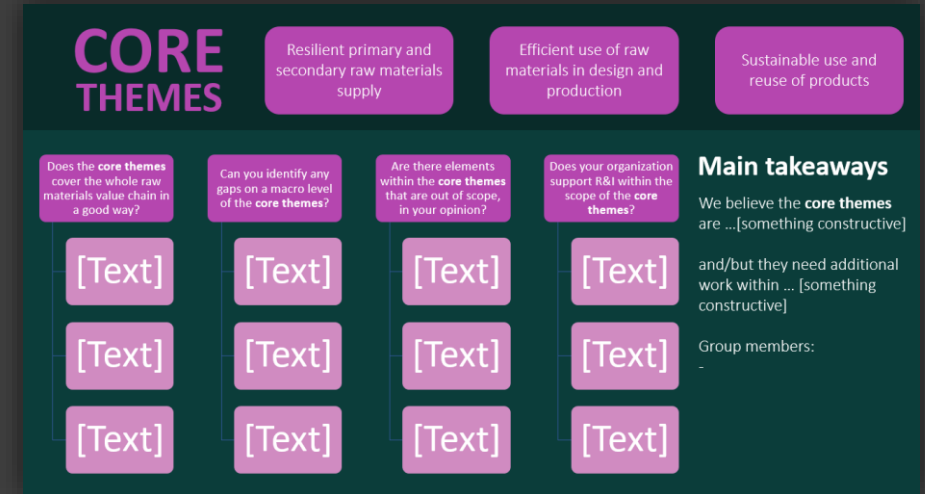 CORE
THEMES
Resilient primary and
secondary raw materials
supply
Efficient use of raw
materials in design and
production
Sustainable use and
reuse of products
Does the core themes
cover the whole raw
materials value chain in
a good way?
[Text]
[Text]
[Text]
Can you identify any
gaps on a macro level
of the core themes?
[Text]
[Text]
[Text]
Are there elements
within the core themes
that are out of scope,
in your opinion?
[Text]
[Text]
[Text]
Does your organization
support R&I within the
scope of the core
themes?
[Text]
[Text]
[Text]
Main takeaways
We believe the core themes
are ...[something constructive]
and/but they need additional
work within ... [something
constructive]
Group members:
-